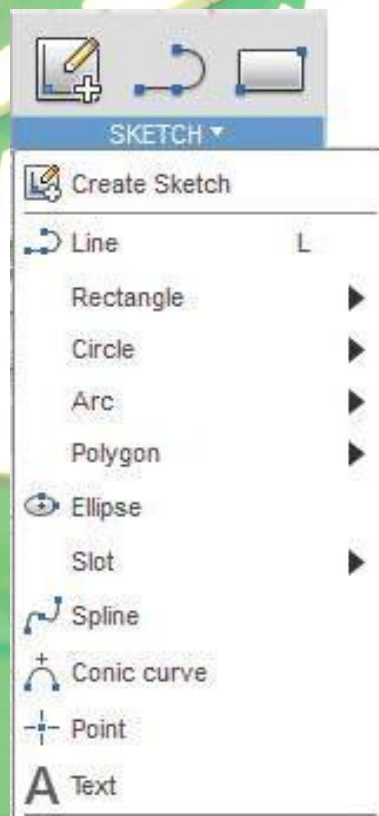 SKETCH
Create Sketch
Line L
Rectangle
Circle
Arc
Polygon
Ellipse
Slot
Spline
Conic curve
Point
A Text